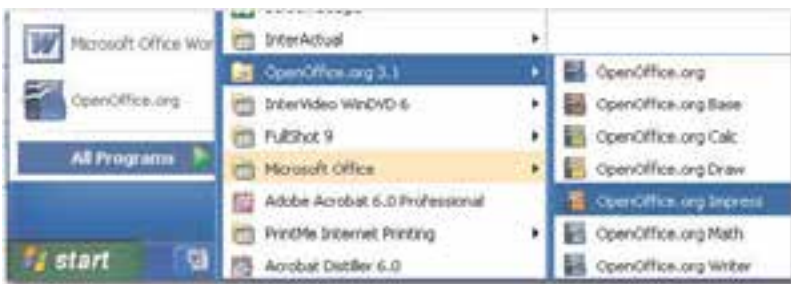 Microsoft Office Wor
OpenOffice.org
All Programs
start
InterActual
OpenOffice.org 3.1
InterVideo WinDVD 6
FullShot 9
Microsoft Office
Adobe Acrobat 6.0 Professional
PrintMe Internet Printing
Acrobat Distiller 6.0
OpenOffice.org
OpenOffice.org Base
OpenOffice.org Calc
OpenOffice.org Draw
OpenOffice.org Impress
OpenOffice.org Math
OpenOffice.org Writer